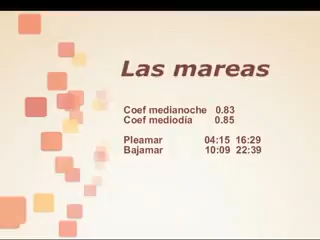 Las mareas
Coef medianoche 0.83
Coef mediodía 0.85
Pleamar 04:15 16:29
Bajamar 10:09 22:39